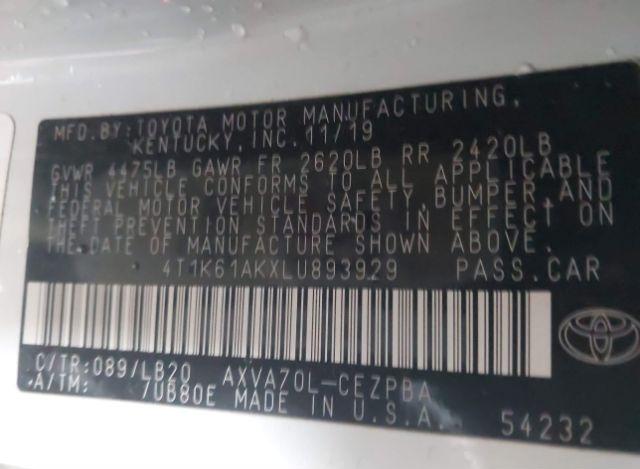 MFD.BY:TOYOTA MOTOR MANUFACTURING,
KENTUCKY,INC.11/19
GVWR 4475LB GAWR FR 2620LB RR 2420LB
THIS VEHICLE CONFORMS TO ALL APPLICABLE
FEDERAL MOTOR VEHICLE SAFETY,BUMPER,AND
THEFT PREVENTION STANDARDS IN EFFECT ON
THE DATE OF MANUFACTURE SHOWN ABOVE.
4T1K61AKXLU893929 PASS.CAR
C/TR:089/LB20 AXVA70L-CEZPBA
A/TM: 7UB80E MADE IN U.S.A. 54232